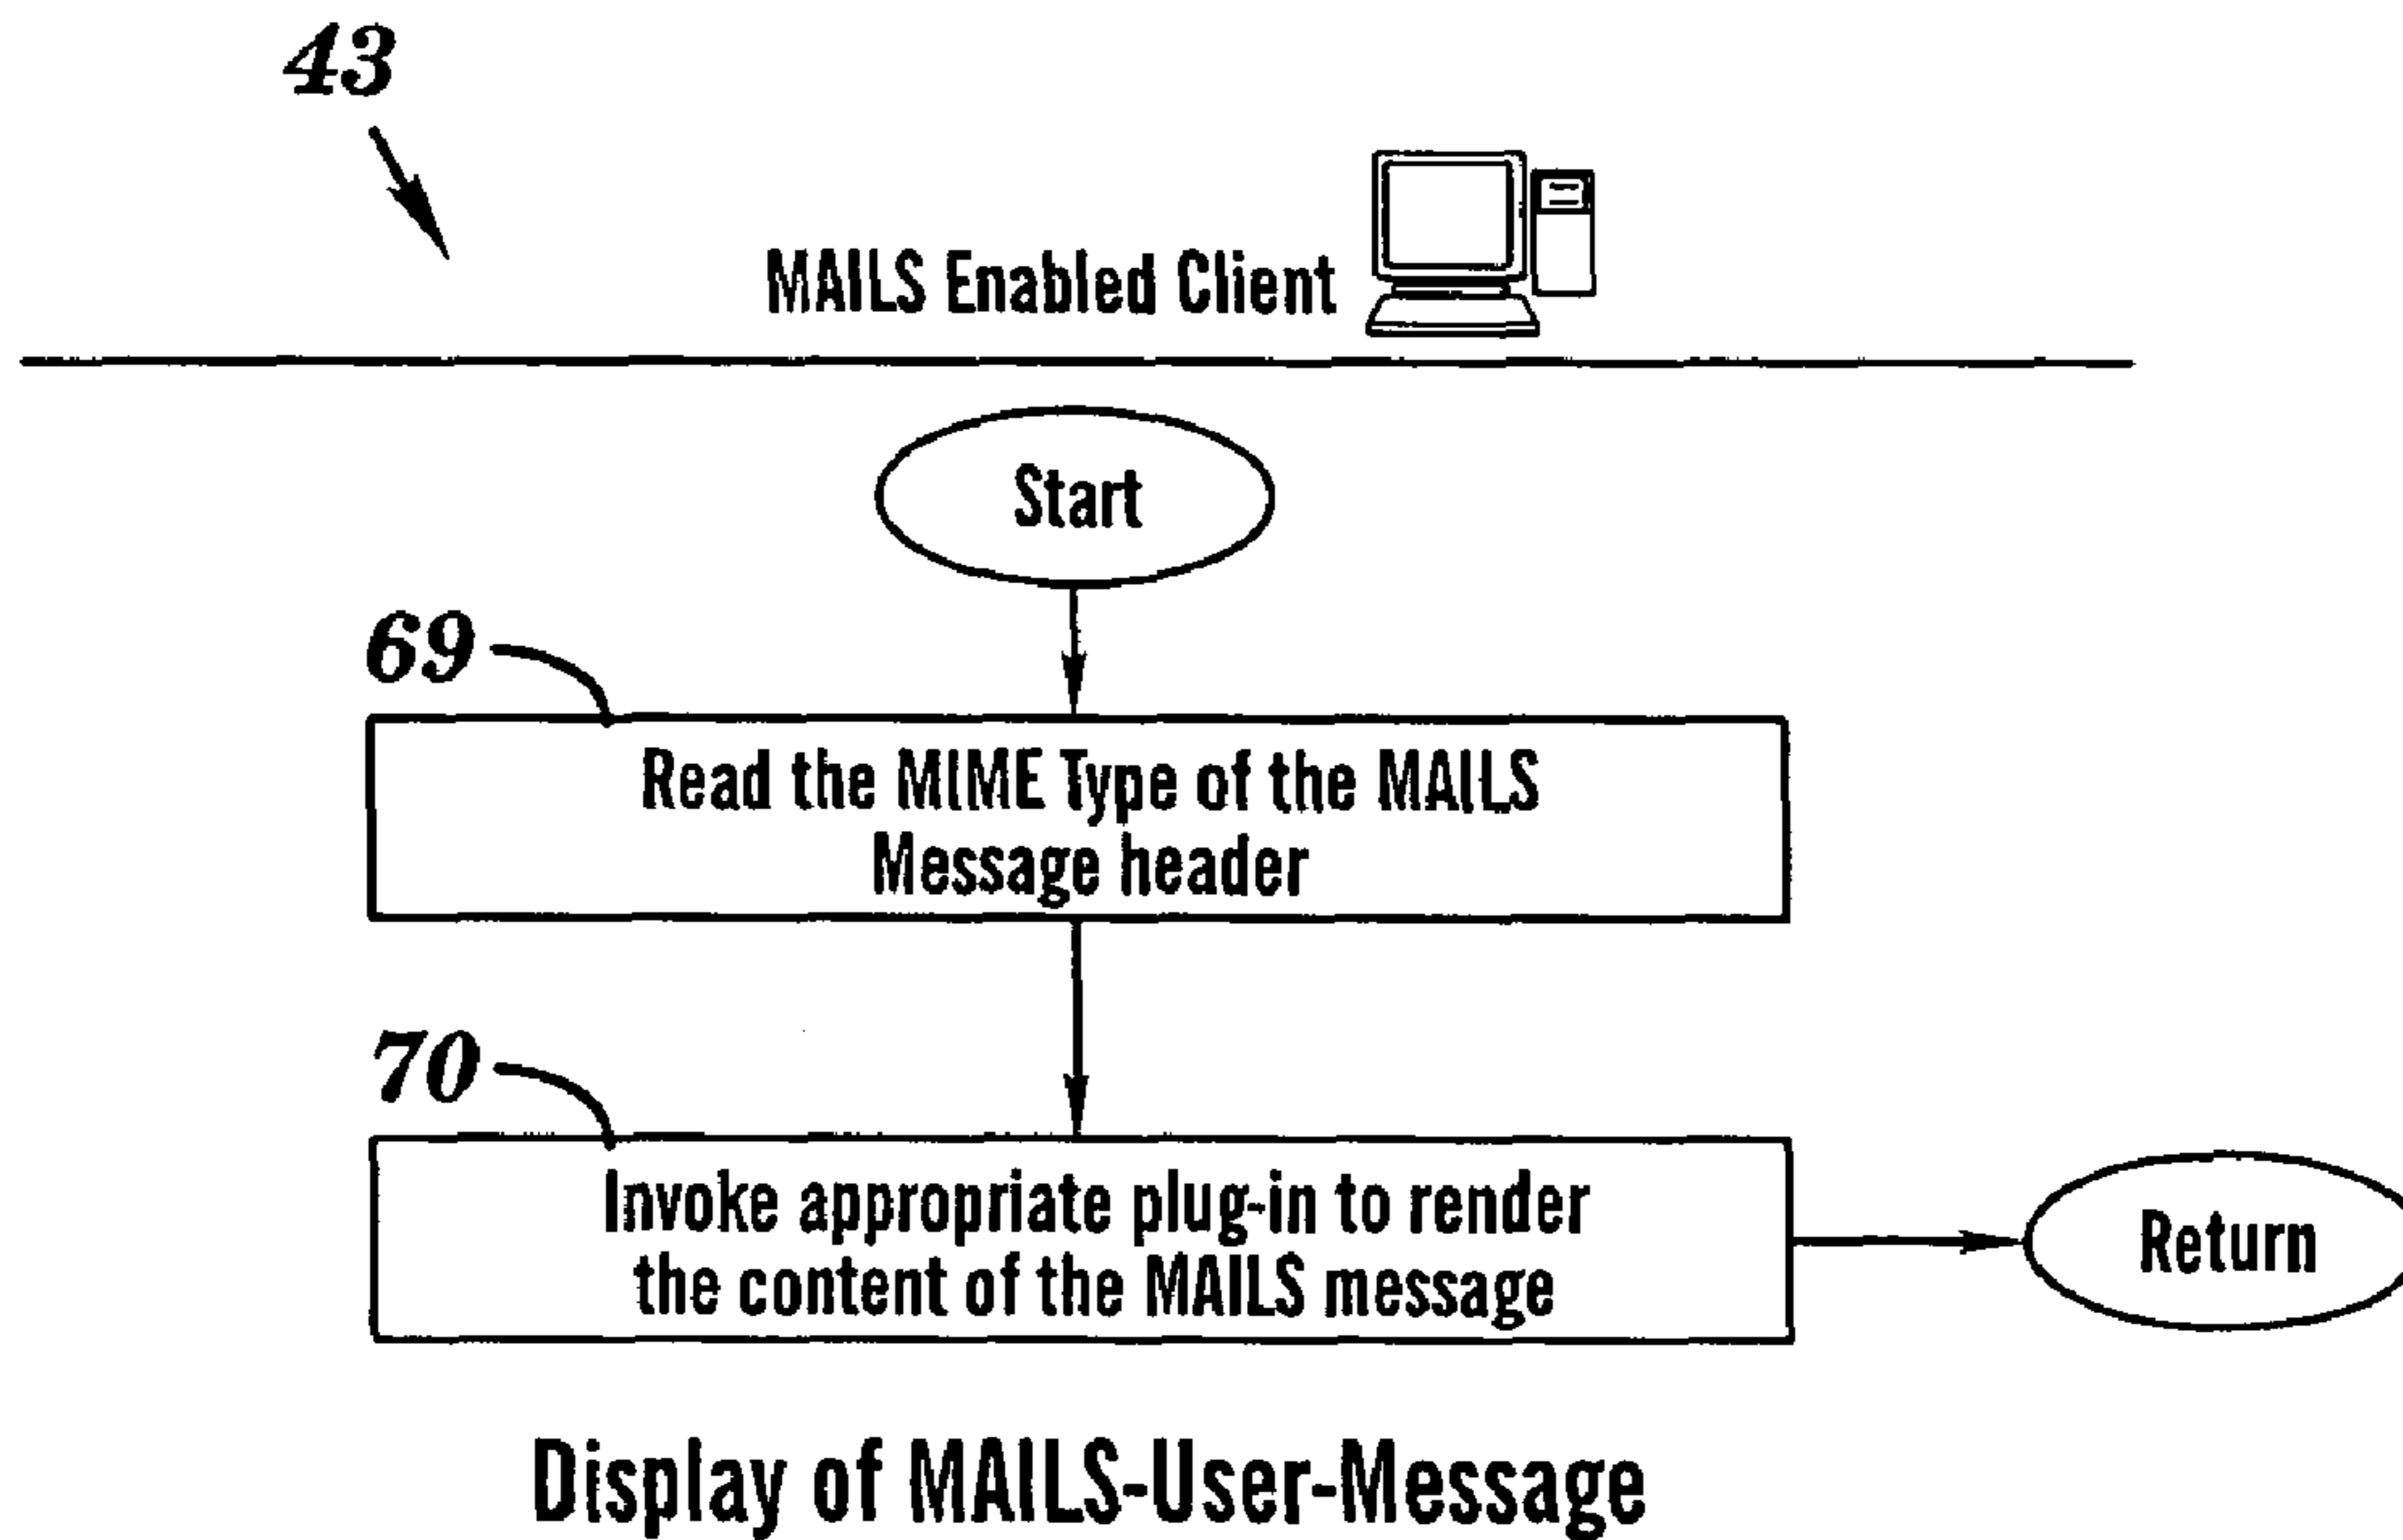 43
MAILS Enabled Client
Start
69
Read the MIME Type of the MAILS
Message header
70
Invoke appropriate plug-in to render
the content of the MAILS message
Return
Display of MAILS-User-Message